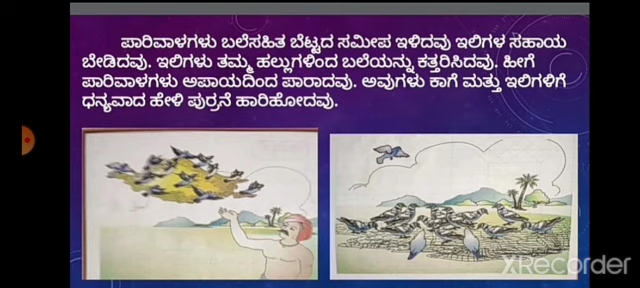 ಪಾರಿವಾಳಗಳು ಬಲೆಸಹಿತ ಬೆಟ್ಟದ ಸಮೀಪ ಇಳಿದವು ಇಲಿಗಳ ಸಹಾಯ
ಬೇಡಿದವು. ಇಲಿಗಳು ತಮ್ಮ ಹಲ್ಲುಗಳಿಂದ ಬಲೆಯನ್ನು ಕತ್ತರಿಸಿದವು. ಹೀಗೆ
ಪಾರಿವಾಳಗಳು ಅಪಾಯದಿಂದ ಪಾರಾದವು. ಅವುಗಳು ಕಾಗೆ ಮತ್ತು ಇಲಿಗಳಿಗೆ
ಧನ್ಯವಾದ ಹೇಳಿ ಪುರ್ರನೆ ಹಾರಿಹೋದವು.
XRecorder